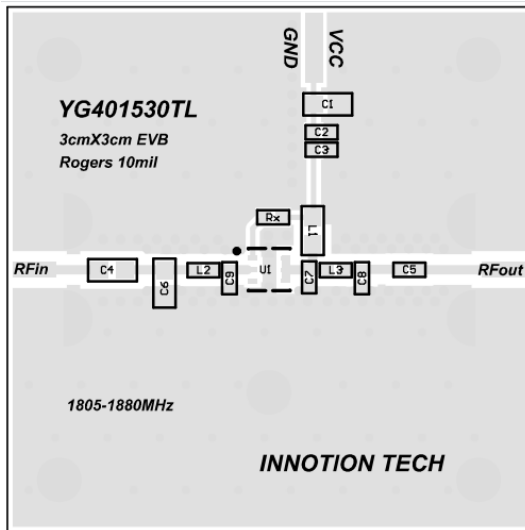 GND
VCC
YG401530TL
3cmX3cm EVB
Rogers 10mil
C1
C2
C3
Rx
L1
RFin
C4
C6
L2
C9
U1
C7
L3
C8
C5
RFout
1805-1880MHz
INNOTION TECH